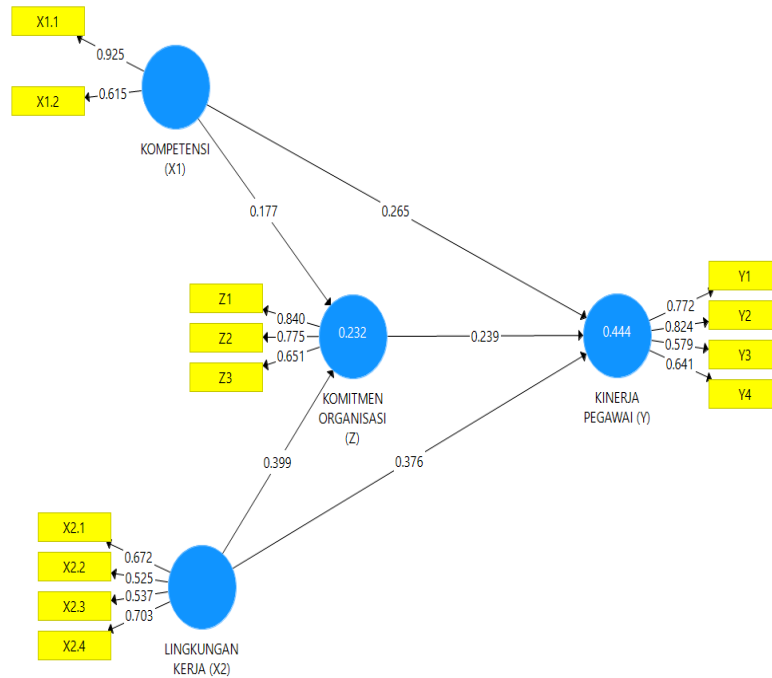 X1.1
0.925
X1.2
0.615
KOMPETENSI
(X1)
0.177
0.265
Z1
0.840
Z2
0.775
Z3
0.651
0.232
KOMITMEN
ORGANISASI
(Z)
0.239
0.444
KINERJA
PEGAWAI (Y)
Y1
0.772
Y2
0.824
Y3
0.579
Y4
0.641
0.399
0.376
X2.1
0.672
X2.2
0.525
X2.3
0.537
X2.4
0.703
LINGKUNGAN
KERJA (X2)